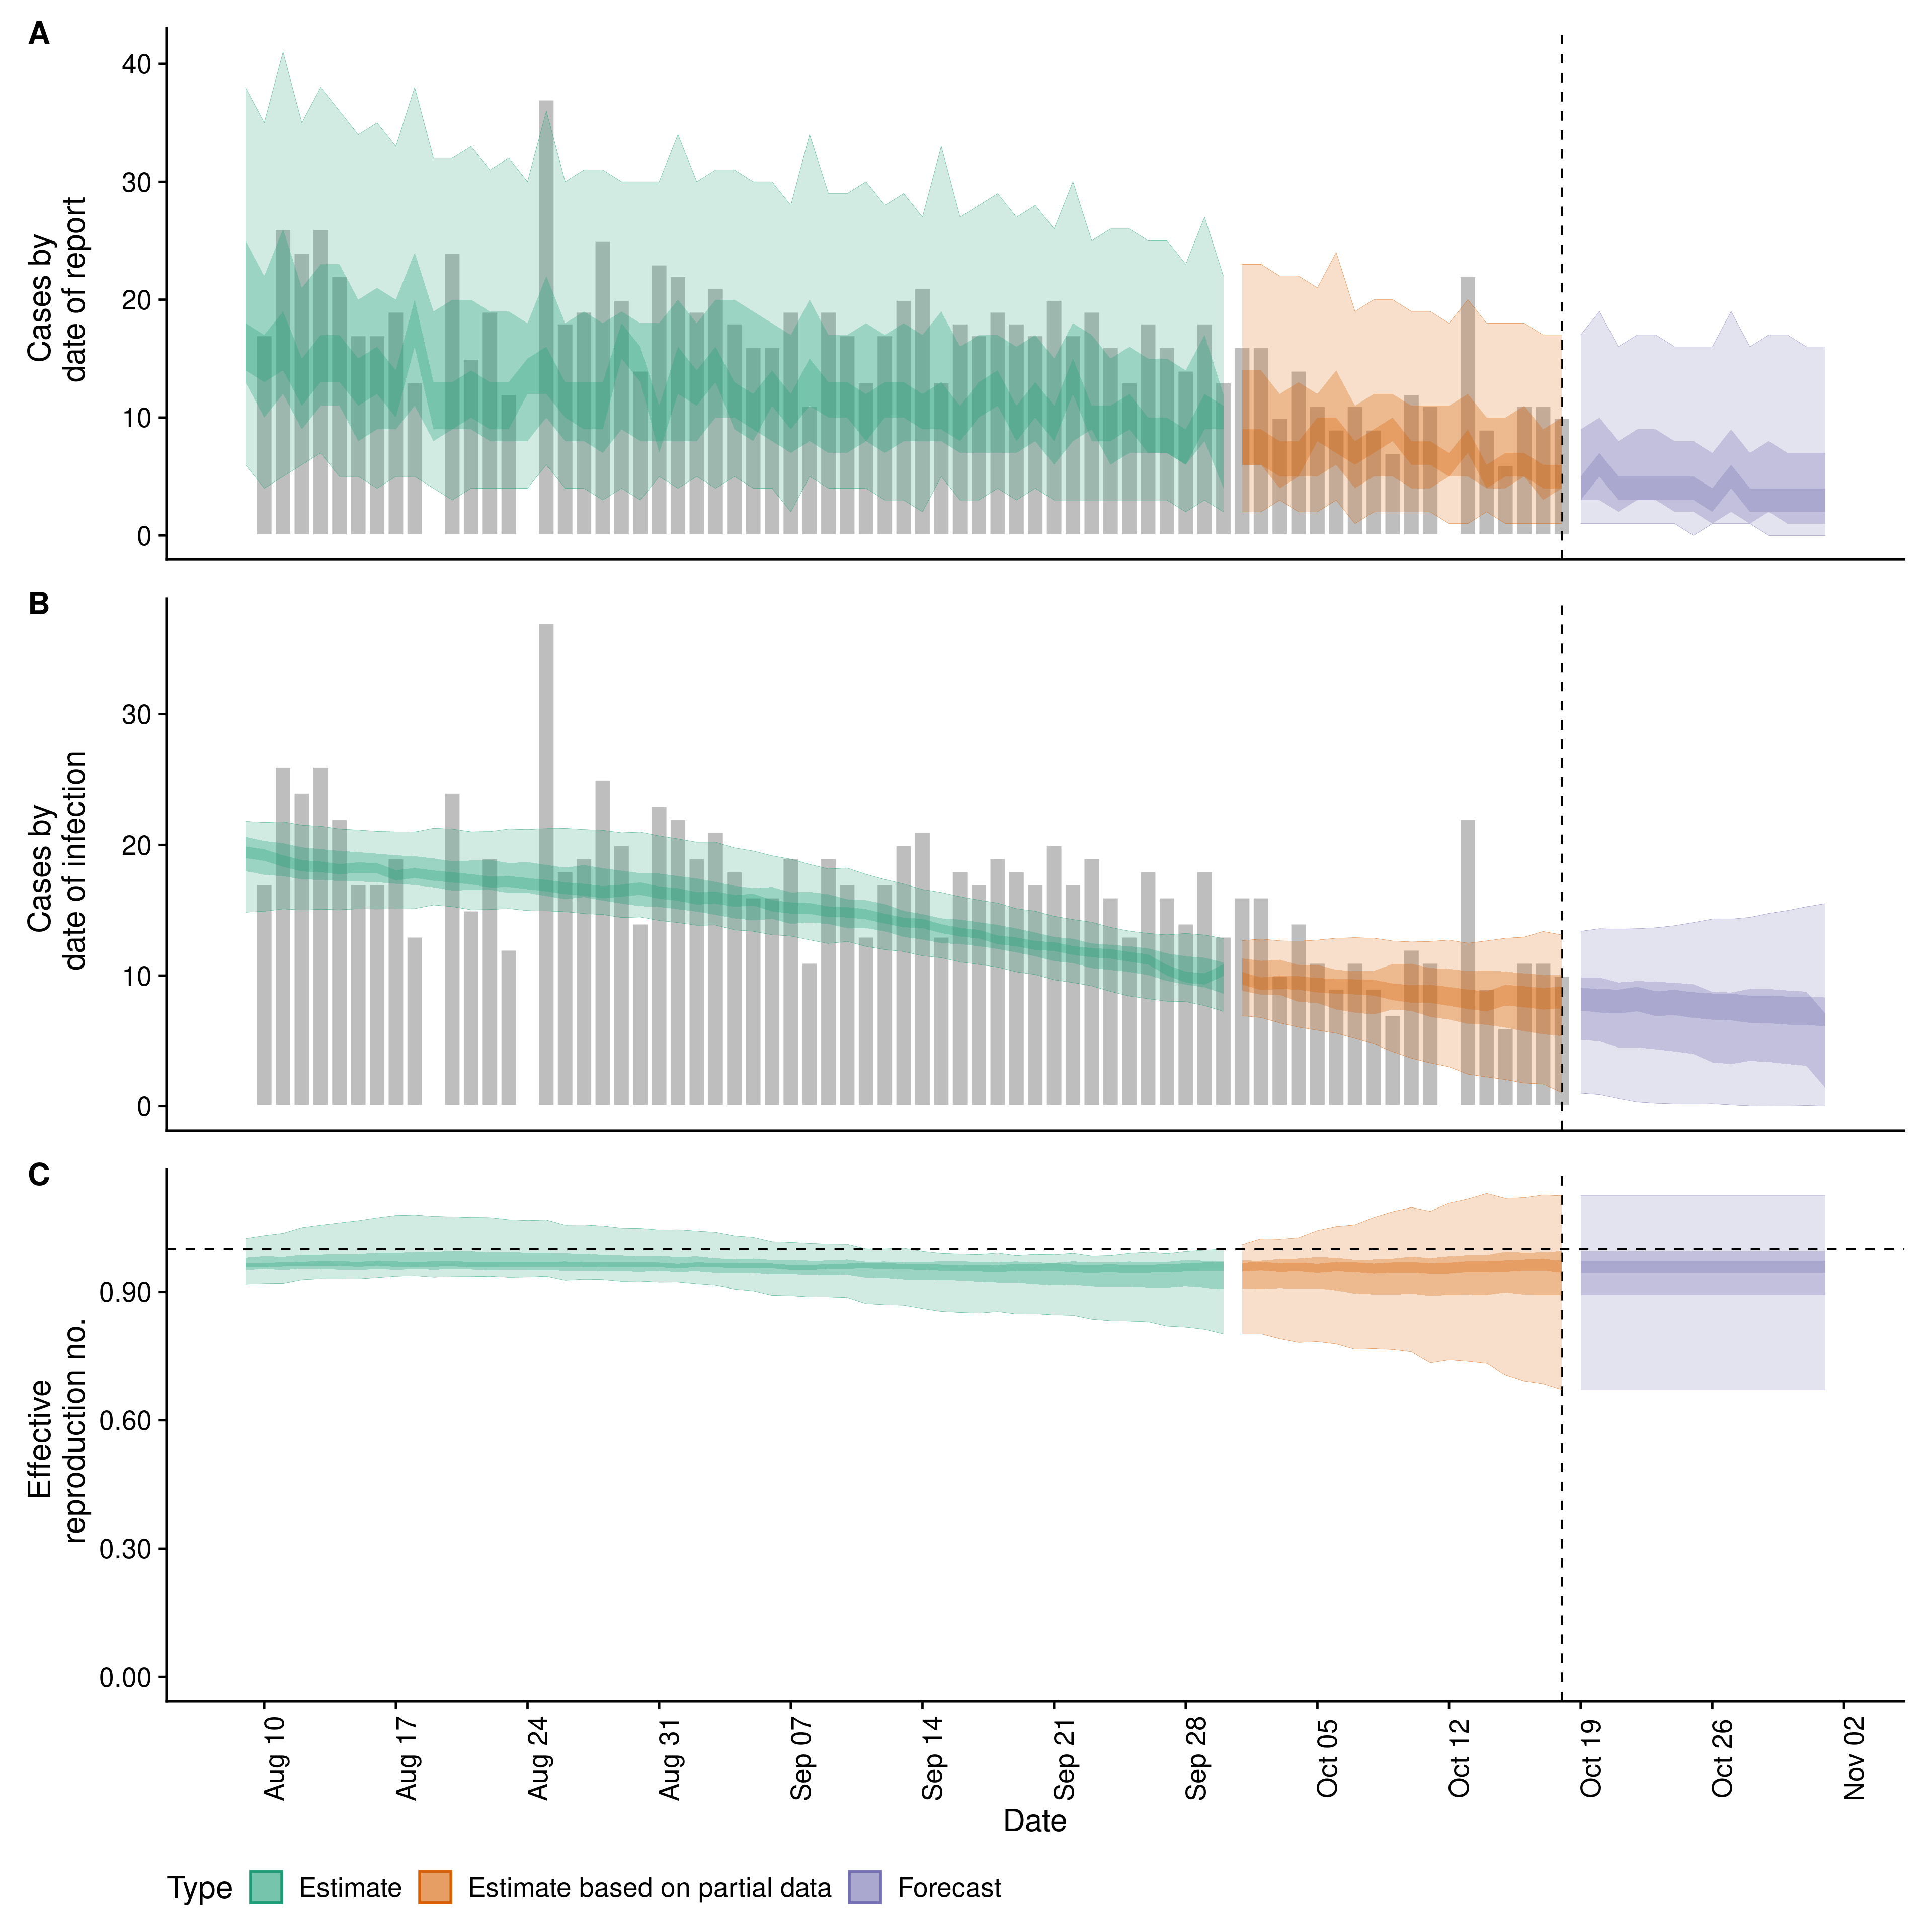 A
40
30
20
10
0
Cases by
date of report
B
30
20
10
0
Cases by
date of infection
C
0.90
0.60
0.30
0.00
Effective
reproduction no.
Aug 10
Aug 17
Aug 24
Aug 31
Sep 07
Sep 14
Sep 21
Sep 28
Oct 05
Oct 12
Oct 19
Oct 26
Nov 02
Date
Type Estimate Estimate based on partial data Forecast